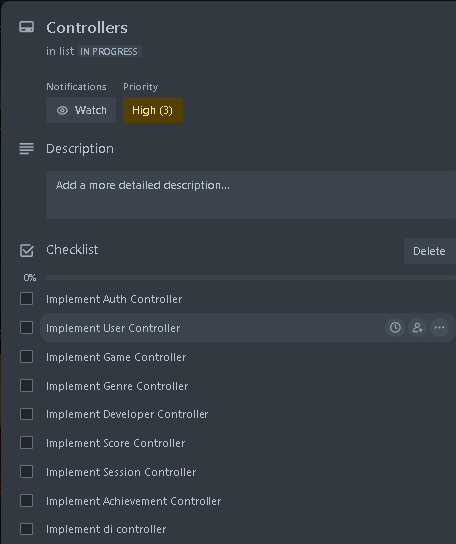 Controllers
in list IN PROGRESS
Notifications Priority
Watch High (3)
Description
Add a more detailed description...
Checklist Delete
0%
Implement Auth Controller
Implement User Controller
Implement Game Controller
Implement Genre Controller
Implement Developer Controller
Implement Score Controller
Implement Session Controller
Implement Achievement Controller
Implement di controller